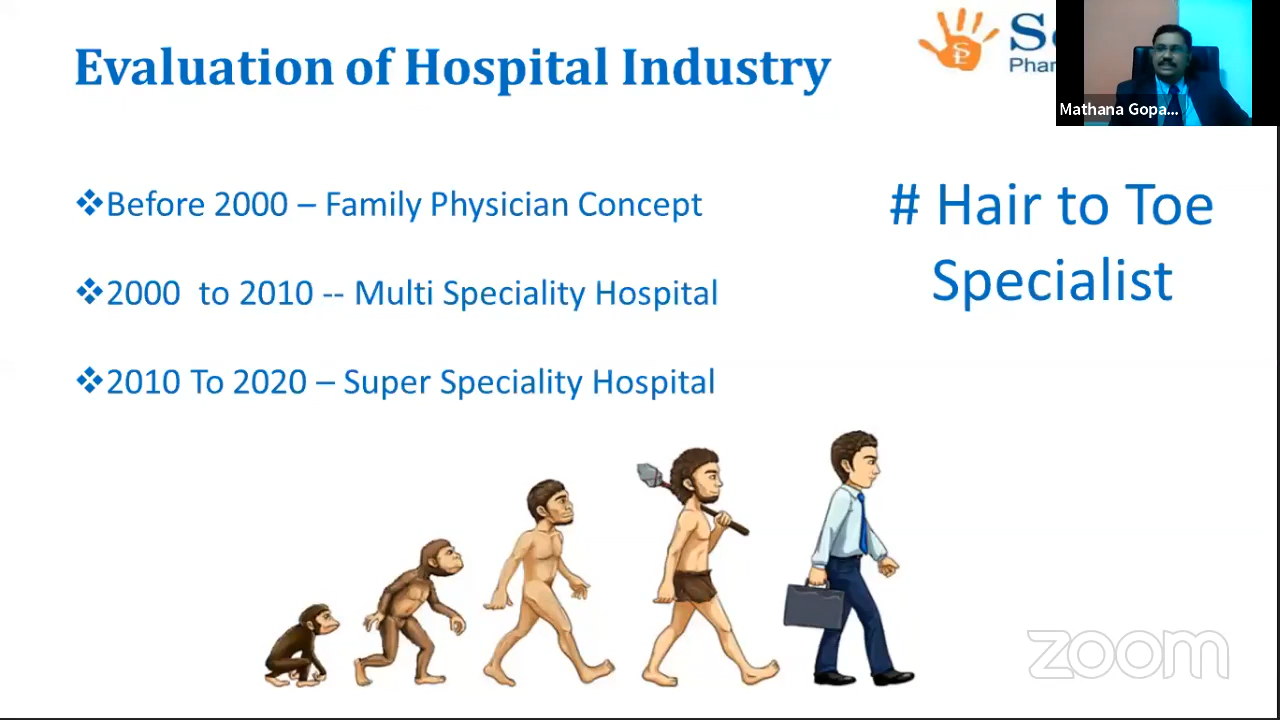 Evaluation of Hospital Industry
Mathana Gopa...
❖Before 2000 – Family Physician Concept
❖2000 to 2010 -- Multi Speciality Hospital
❖2010 To 2020 – Super Speciality Hospital
# Hair to Toe
Specialist
zoom